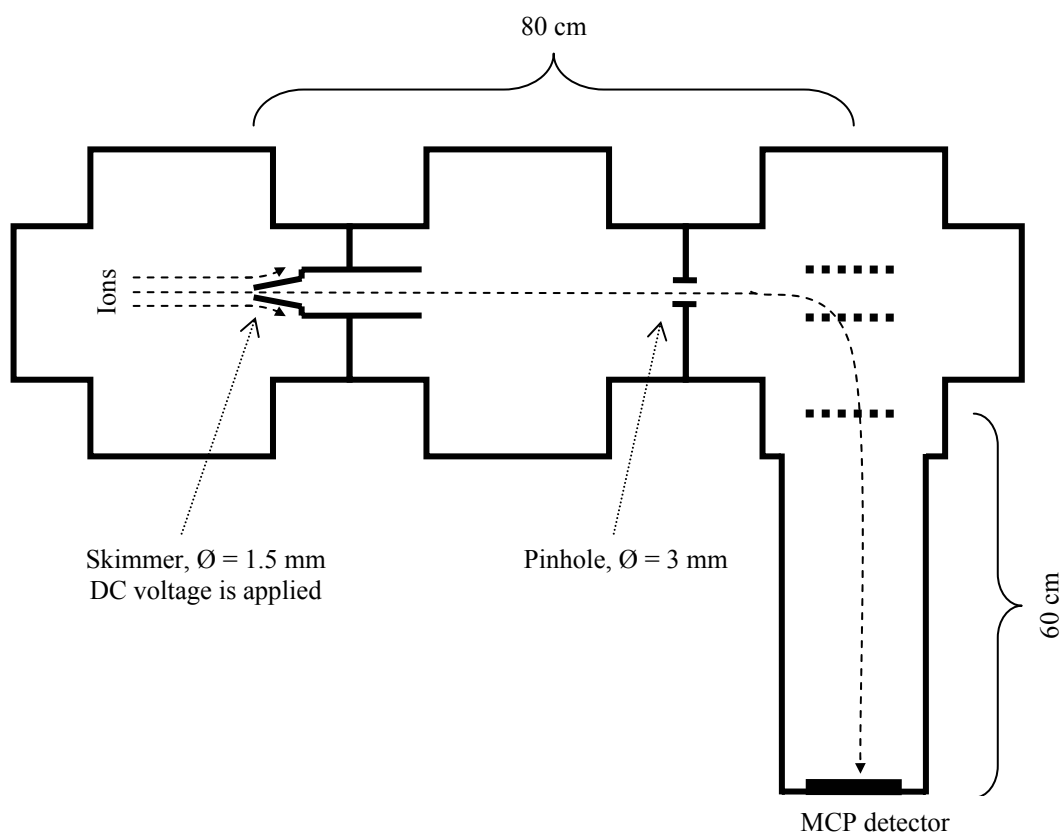 80 cm
Ions
Skimmer, Ø = 1.5 mm
DC voltage is applied
Pinhole, Ø = 3 mm
60 cm
MCP detector